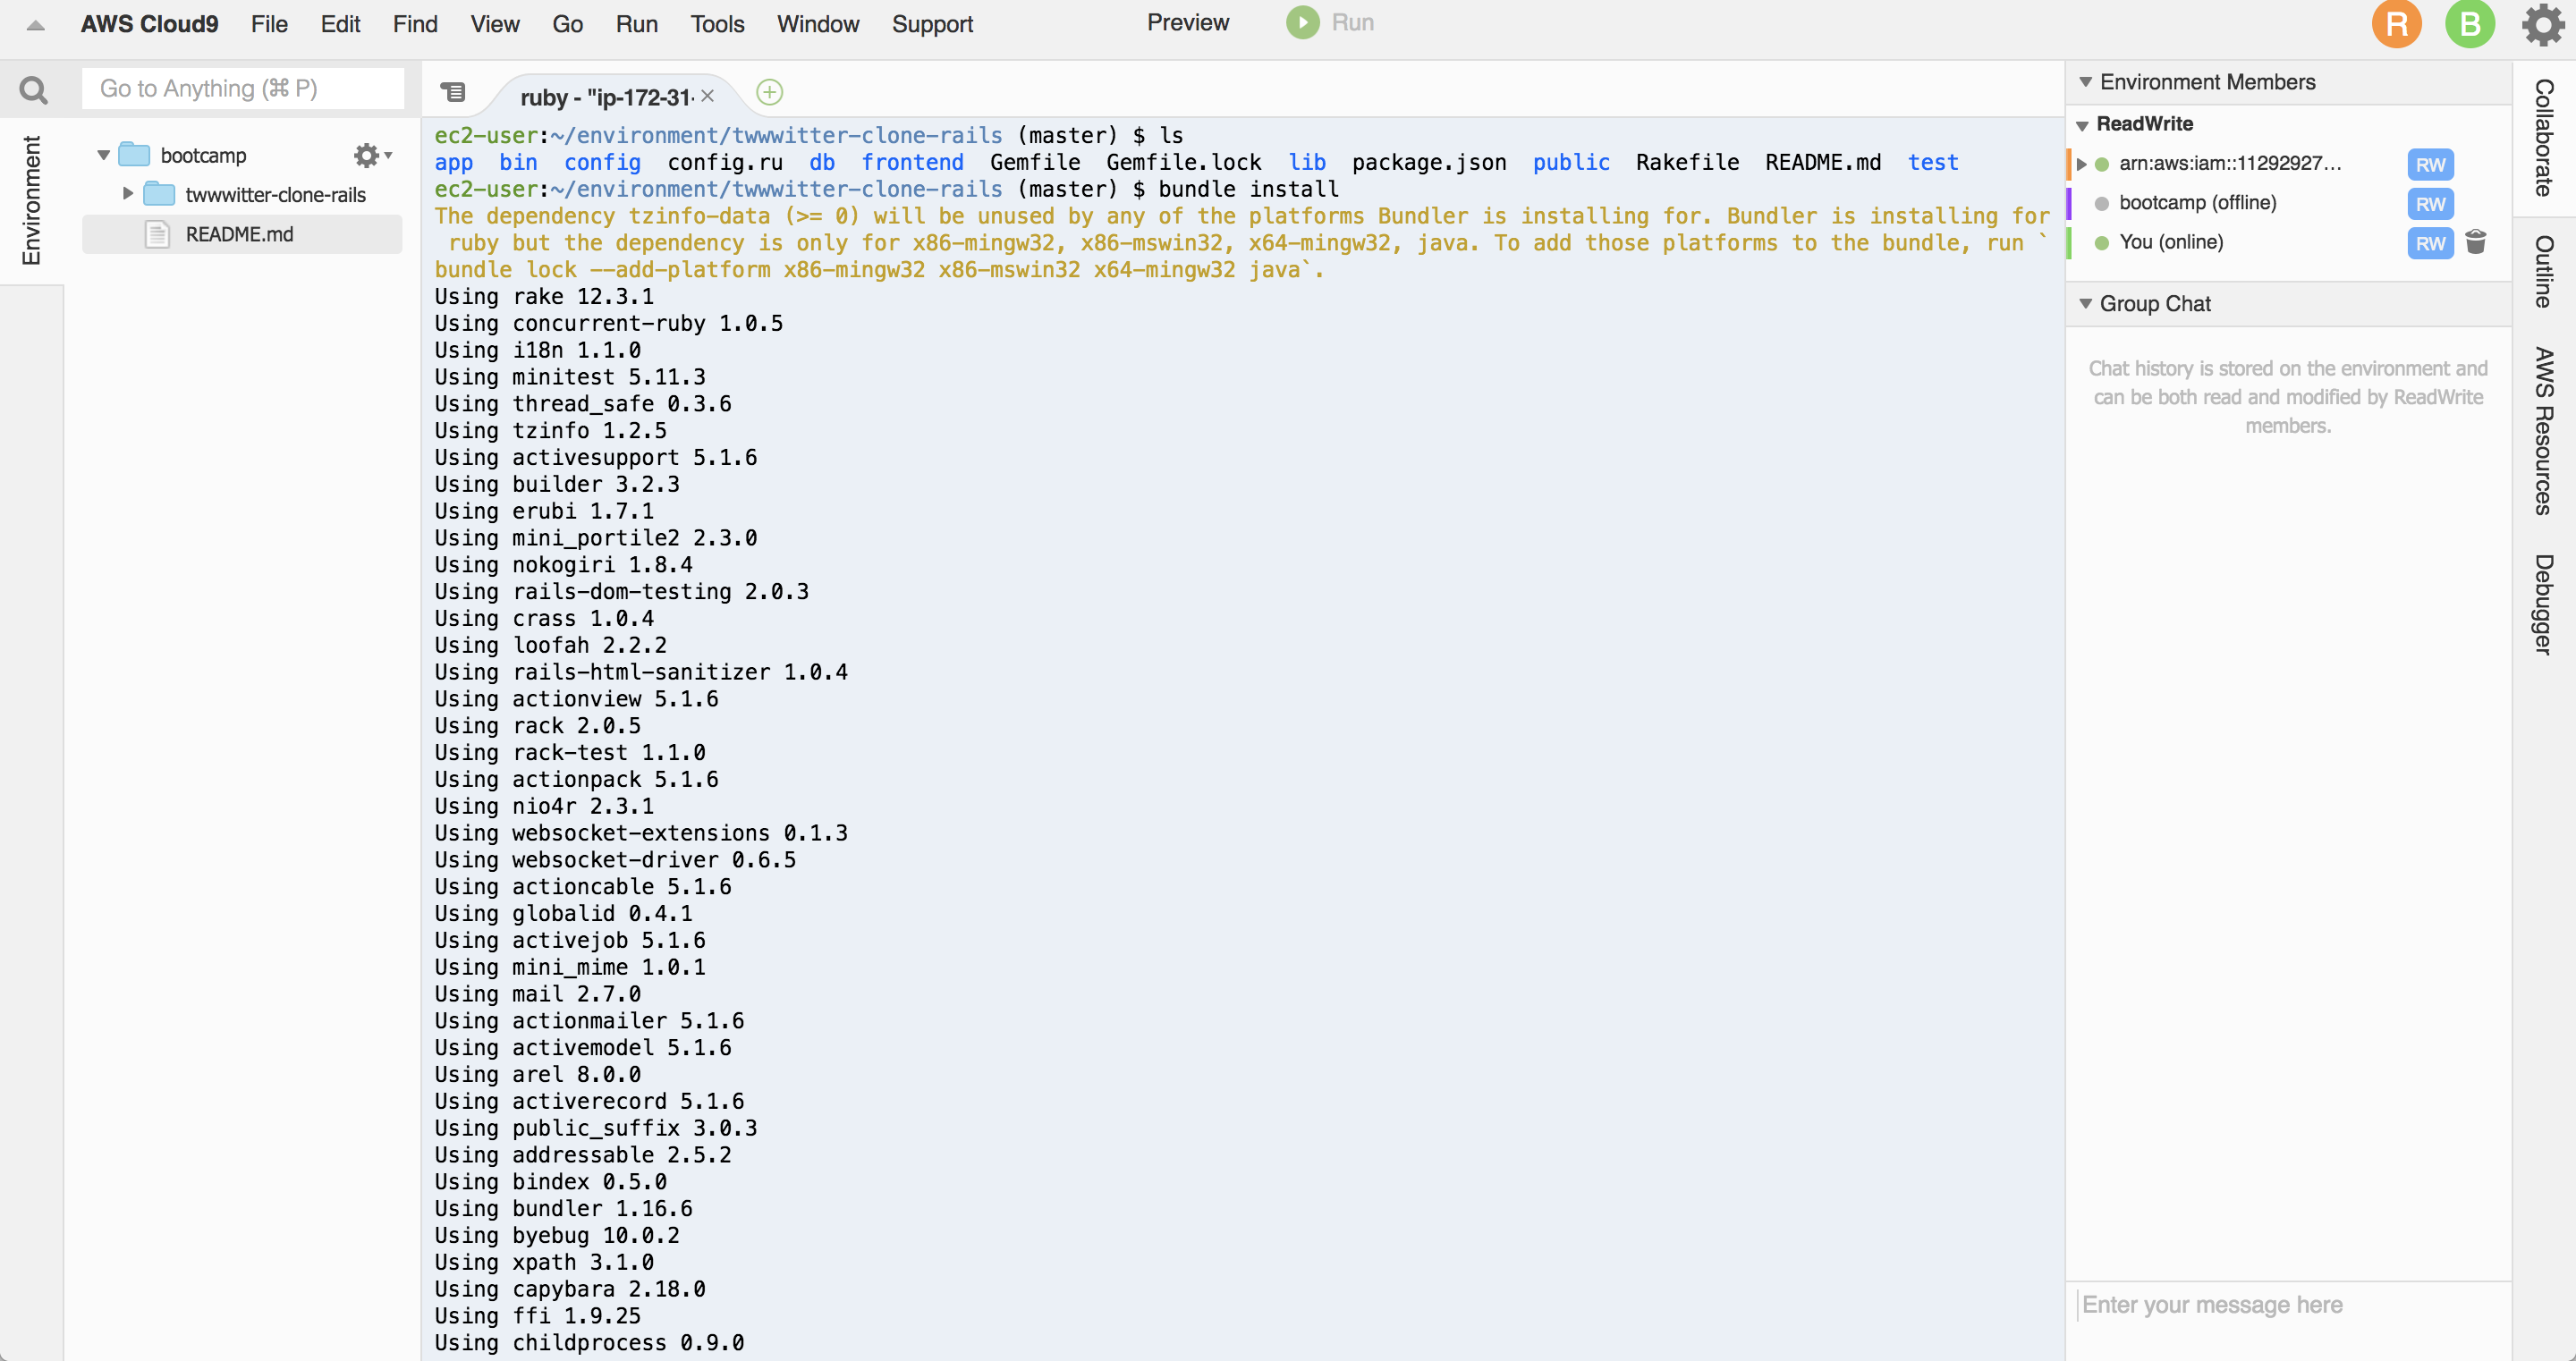 AWS Cloud9 File Edit Find View Go Run Tools Window Support Preview Run R B
Go to Anything (⌘ P)
Environment
bootcamp
twwwitter-clone-rails
README.md
ruby - "ip-172-31-
ec2-user:~/environment/twwwitter-clone-rails (master) $ ls
app bin config config.ru db frontend Gemfile Gemfile.lock lib package.json public Rakefile README.md test
ec2-user:~/environment/twwwitter-clone-rails (master) $ bundle install
The dependency tzinfo-data (>= 0) will be unused by any of the platforms Bundler is installing for. Bundler is installing for
ruby but the dependency is only for x86-mingw32, x86-mswin32, x64-mingw32, java. To add those platforms to the bundle, run `
bundle lock --add-platform x86-mingw32 x86-mswin32 x64-mingw32 java`.
Using rake 12.3.1
Using concurrent-ruby 1.0.5
Using i18n 1.1.0
Using minitest 5.11.3
Using thread_safe 0.3.6
Using tzinfo 1.2.5
Using activesupport 5.1.6
Using builder 3.2.3
Using erubi 1.7.1
Using mini_portile2 2.3.0
Using nokogiri 1.8.4
Using rails-dom-testing 2.0.3
Using crass 1.0.4
Using loofah 2.2.2
Using rails-html-sanitizer 1.0.4
Using actionview 5.1.6
Using rack 2.0.5
Using rack-test 1.1.0
Using actionpack 5.1.6
Using nio4r 2.3.1
Using websocket-extensions 0.1.3
Using websocket-driver 0.6.5
Using actioncable 5.1.6
Using globalid 0.4.1
Using activejob 5.1.6
Using mini_mime 1.0.1
Using mail 2.7.0
Using actionmailer 5.1.6
Using activemodel 5.1.6
Using arel 8.0.0
Using activerecord 5.1.6
Using public_suffix 3.0.3
Using addressable 2.5.2
Using bindex 0.5.0
Using bundler 1.16.6
Using byebug 10.0.2
Using xpath 3.1.0
Using capybara 2.18.0
Using ffi 1.9.25
Using childprocess 0.9.0
Environment Members
ReadWrite
arn:aws:iam::11292927... RW
bootcamp (offline) RW
You (online) RW
Group Chat
Chat history is stored on the environment and
can be both read and modified by ReadWrite
members.
Enter your message here
Collaborate
Outline
AWS Resources
Debugger